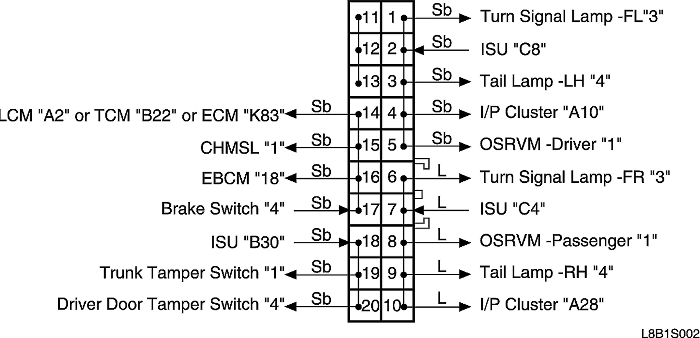 11 1 Sb Turn Signal Lamp -FL"3"
12 2 Sb ISU "C8"
13 3 Sb Tail Lamp -LH "4"
LCM "A2" or TCM "B22" or ECM "K83" Sb 14 4 Sb I/P Cluster "A10"
CHMSL "1" Sb 15 5 Sb OSRVM -Driver "1"
EBCM "18" Sb 16 6 L Turn Signal Lamp -FR "3"
Brake Switch "4" Sb 17 7 L ISU "C4"
ISU "B30" Sb 18 8 L OSRVM -Passenger "1"
Trunk Tamper Switch "1" Sb 19 9 L Tail Lamp -RH "4"
Driver Door Tamper Switch "4" Sb 20 10 L I/P Cluster "A28"
L8B1S002